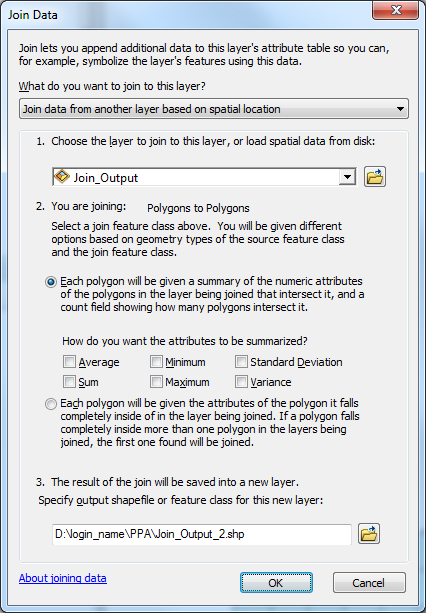 Join Data
Join lets you append additional data to this layer's attribute table so you can,
for example, symbolize the layer's features using this data.
What do you want to join to this layer?
Join data from another layer based on spatial location
1. Choose the layer to join to this layer, or load spatial data from disk:
Join_Output
2. You are joining: Polygons to Polygons
Select a join feature class above. You will be given different
options based on geometry types of the source feature class
and the join feature class.
Each polygon will be given a summary of the numeric attributes
of the polygons in the layer being joined that intersect it, and a
count field showing how many polygons intersect it.
How do you want the attributes to be summarized?
Average Minimum Standard Deviation
Sum Maximum Variance
Each polygon will be given the attributes of the polygon it falls
completely inside of in the layer being joined. If a polygon falls
completely inside more than one polygon in the layers being
joined, the first one found will be joined.
3. The result of the join will be saved into a new layer.
Specify output shapefile or feature class for this new layer:
D:\login_name\PPA\Join_Output_2.shp
About joining data
OK
Cancel